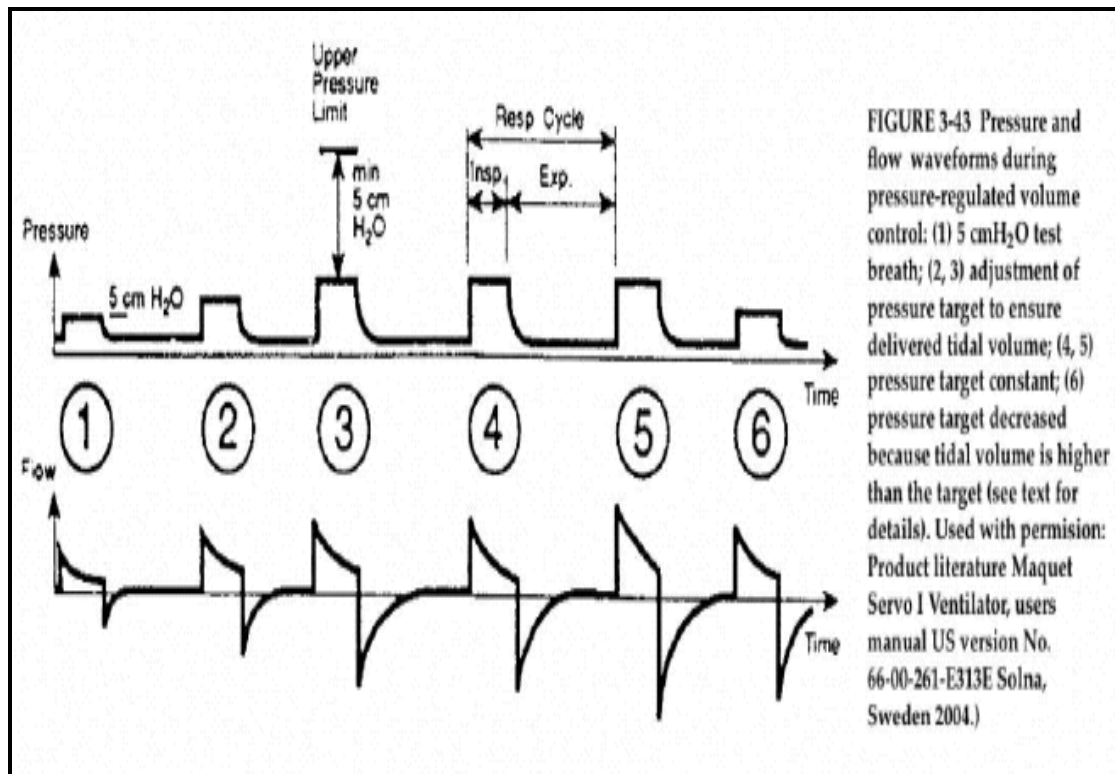 Upper
Pressure
Limit
Resp Cycle
min
5 cm
H₂O
Insp.
Exp.
Pressure
5 cm H₂O
Time
1 2 3 4 5 6
Flow
Time
FIGURE 3-43 Pressure and
flow waveforms during
pressure-regulated volume
control: (1) 5 cmH₂O test
breath; (2, 3) adjustment of
pressure target to ensure
delivered tidal volume; (4, 5)
pressure target constant; (6)
pressure target decreased
because tidal volume is higher
than the target (see text for
details). Used with permision:
Product literature Maquet
Servo I Ventilator, users
manual US version No.
66-00-261-E313E Solna,
Sweden 2004.)